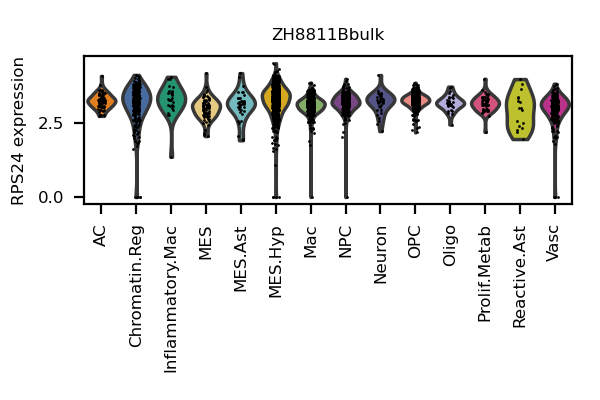 ZH8811Bbulk
RPS24 expression
2.5
0.0
AC
Chromatin.Reg
Inflammatory.Mac
MES
MES.Ast
MES.Hyp
Mac
NPC
Neuron
OPC
Oligo
Prolif.Metab
Reactive.Ast
Vasc